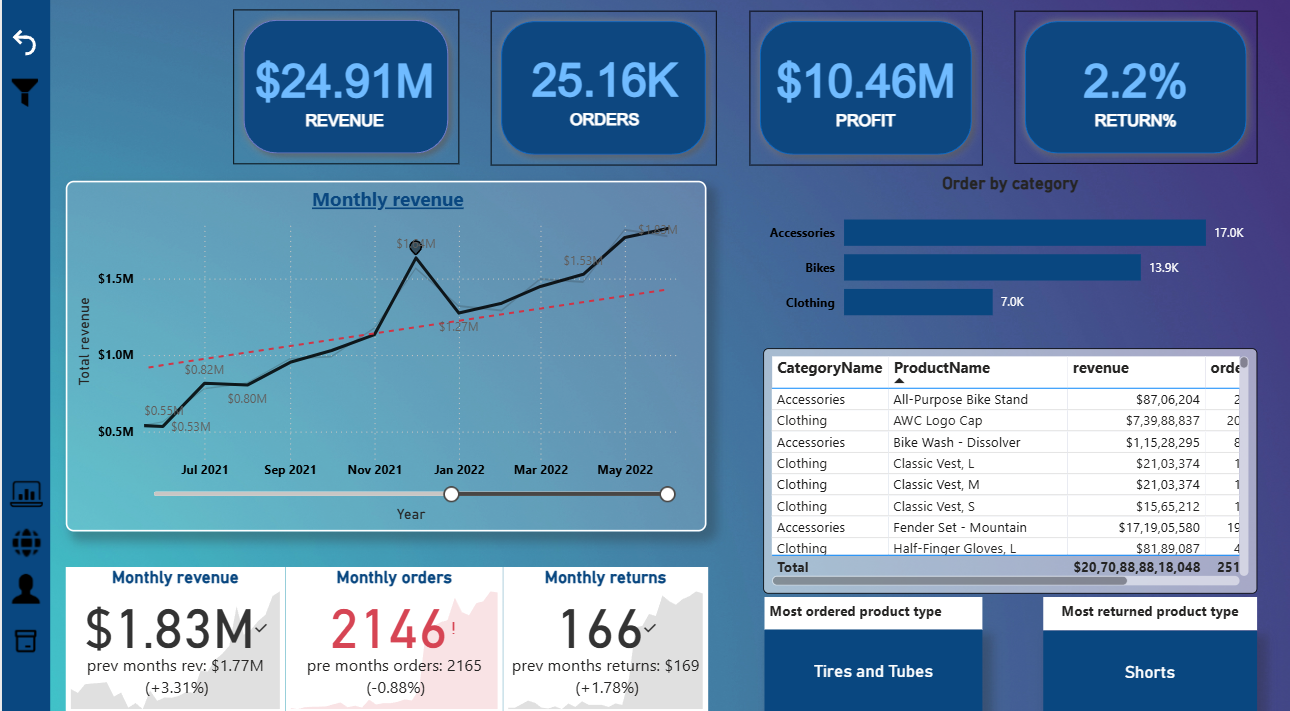 $24.91M
REVENUE
25.16K
ORDERS
$10.46M
PROFIT
2.2%
RETURN%
Monthly revenue
Total revenue
$1.5M
$1.0M
$0.5M
$0.55M
$0.53M
$0.82M
$0.80M
$1.27M
$1.53M
$1.83M
Jul 2021 Sep 2021 Nov 2021 Jan 2022 Mar 2022 May 2022
Year
Order by category
Accessories 17.0K
Bikes 13.9K
Clothing 7.0K
CategoryName ProductName revenue orde
Accessories All-Purpose Bike Stand $87,06,204 2
Clothing AWC Logo Cap $7,39,88,837 20
Accessories Bike Wash - Dissolver $1,15,28,295 8
Clothing Classic Vest, L $21,03,374 1
Clothing Classic Vest, M $21,03,374 1
Clothing Classic Vest, S $15,65,212 1
Accessories Fender Set - Mountain $17,19,05,580 19
Clothing Half-Finger Gloves, L $81,89,087 4
Total $20,70,88,88,18,048 251
Monthly revenue
$1.83M
prev months rev: $1.77M
(+3.31%)
Monthly orders
2146!
pre months orders: 2165
(-0.88%)
Monthly returns
166
prev months returns: $169
(+1.78%)
Most ordered product type
Tires and Tubes
Most returned product type
Shorts